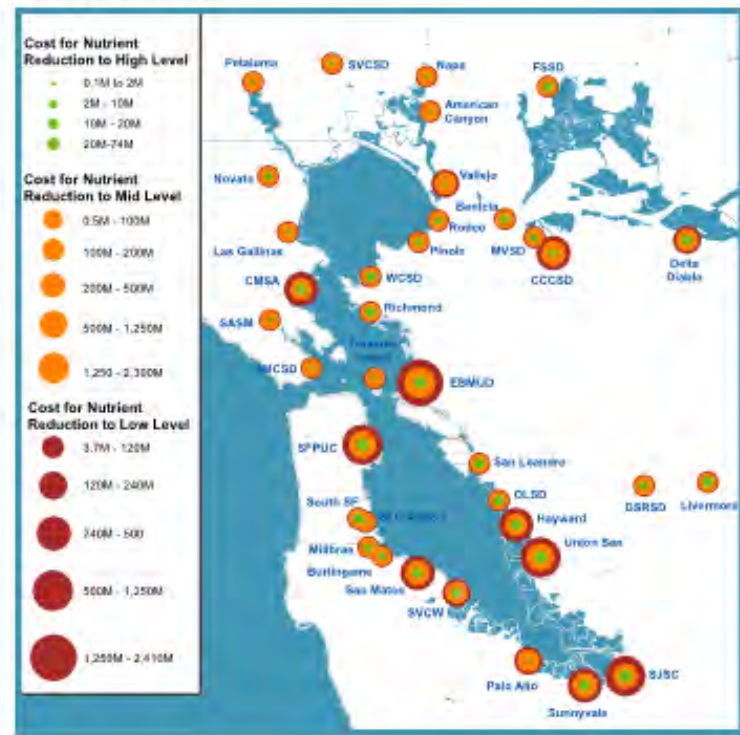 Cost for Nutrient
Reduction to High Level
0.1M to 2M
2M - 10M
10M - 20M
20M-74M
Cost for Nutrient
Reduction to Mid Level
0.5M - 100M
100M - 200M
200M - 500M
500M - 1,250M
1,250 - 2,300M
Cost for Nutrient
Reduction to Low Level
3.7M - 120M
120M - 240M
240M - 500
500M - 1,250M
1,250M - 2,410M
Petaluma
SVCSD
Napa
FSSD
American
Canyon
Novato
Vallejo
Benicia
Rodeo
Las Gallinas
Pinole
MVSD
CCCSD
Delta
Diablo
CMSA
WCSD
SASM
Richmond
EBMUD
SFPUC
San Leandro
OLSD
DSRSD
Livermore
South SF
Hayward
Millbrae
Union San
Burlingame
San Mateo
SVCW
Palo Alto
SJSC
Sunnyvale